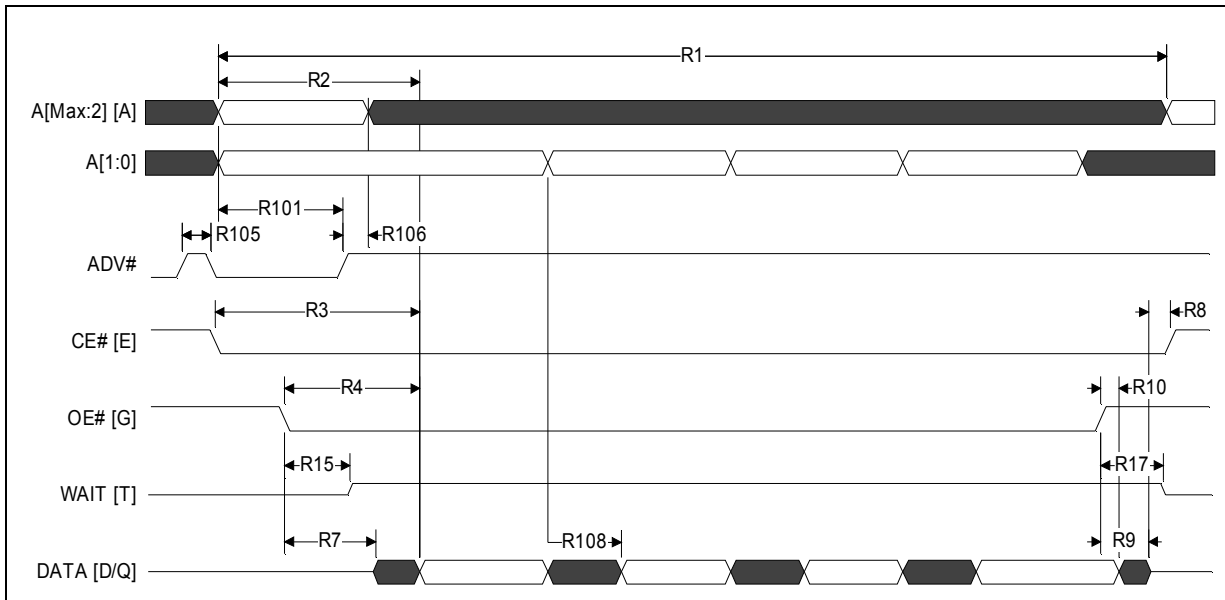 R1
R2
A[Max:2] [A]
A[1:0]
R101
R105
R106
ADV#
R3
R8
CE# [E]
R4
R10
OE# [G]
R15
R17
WAIT [T]
R7
R108
R9
DATA [D/Q]